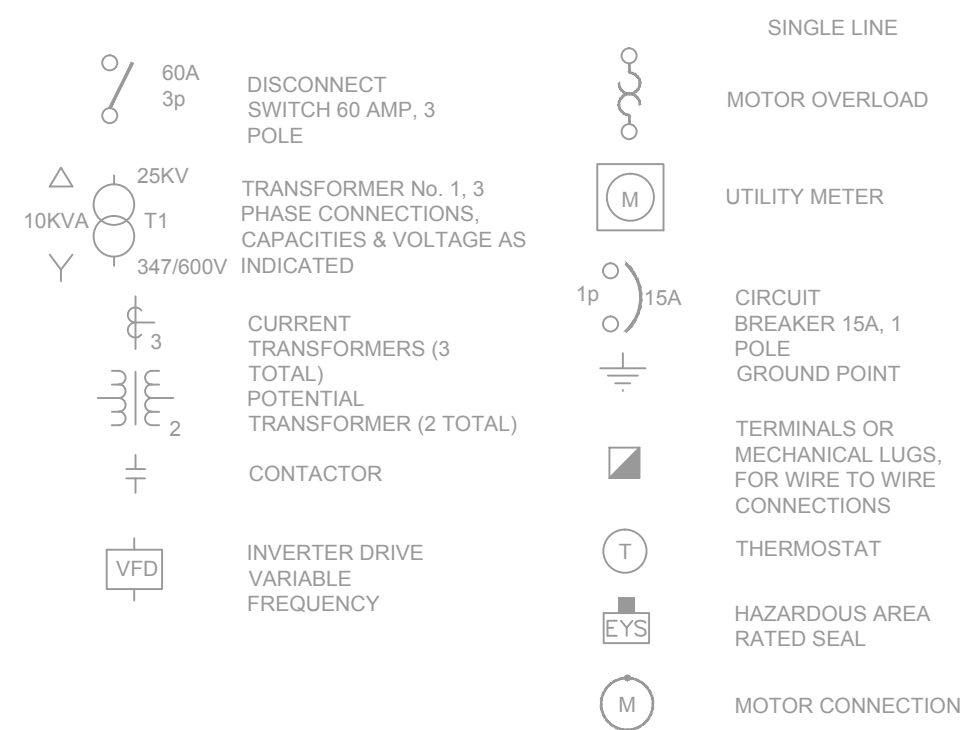 SINGLE LINE
60A
3p
DISCONNECT
SWITCH 60 AMP, 3
POLE
25KV
10KVA
T1
347/600V
TRANSFORMER No. 1, 3
PHASE CONNECTIONS,
CAPACITIES & VOLTAGE AS
INDICATED
3
CURRENT
TRANSFORMERS (3
TOTAL)
2
POTENTIAL
TRANSFORMER (2 TOTAL)
CONTACTOR
VFD
INVERTER DRIVE
VARIABLE
FREQUENCY
MOTOR OVERLOAD
M
UTILITY METER
1p
15A
CIRCUIT
BREAKER 15A, 1
POLE
GROUND POINT
TERMINALS OR
MECHANICAL LUGS,
FOR WIRE TO WIRE
CONNECTIONS
T
THERMOSTAT
EYS
HAZARDOUS AREA
RATED SEAL
M
MOTOR CONNECTION